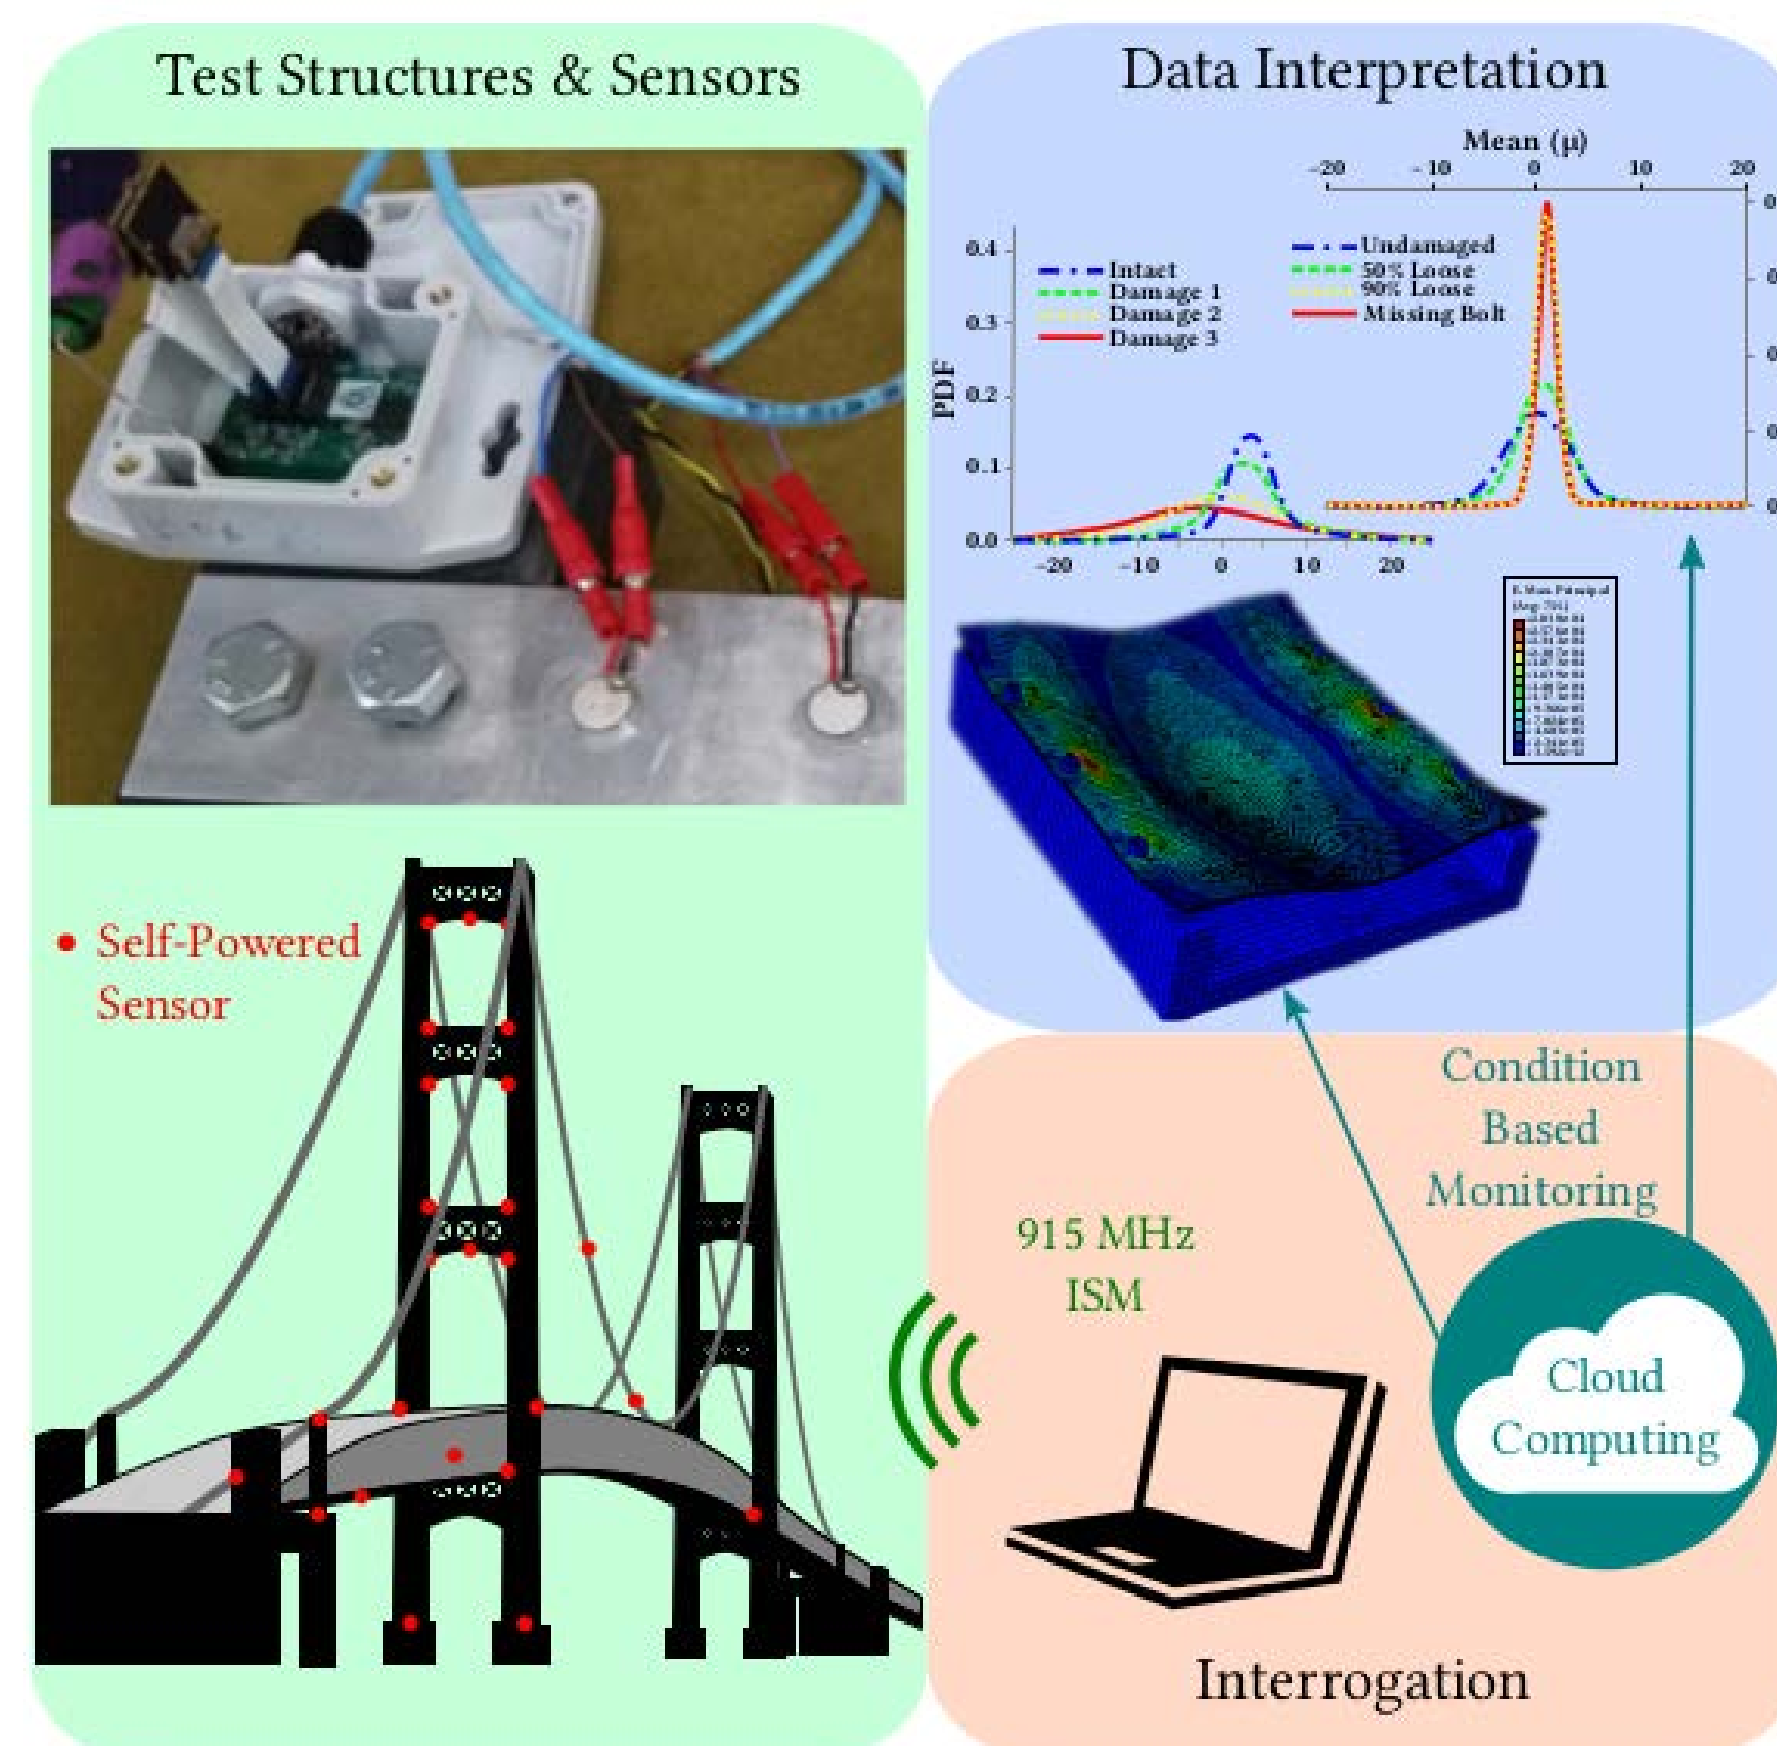 Test Structures & Sensors
Self-Powered
Sensor
Data Interpretation
Mean (μ)
-20 -10 0 10 20
Undamaged
50% Loose
90% Loose
Missing Bolt
Intact
Damage 1
Damage 2
Damage 3
PDF
0.4
0.3
0.2
0.1
0.0
-20 -10 0 10 20
Condition
Based
Monitoring
915 MHz
ISM
Cloud
Computing
Interrogation